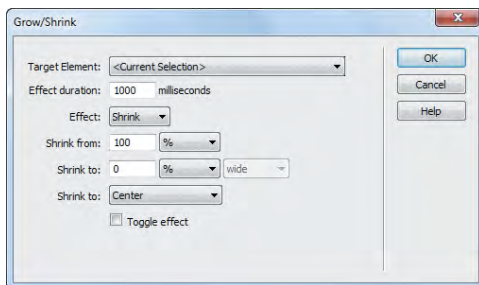 Grow/Shrink
Target Element: <Current Selection>
Effect duration: 1000 milliseconds
Effect: Shrink
Shrink from: 100 %
Shrink to: 0 % wide
Shrink to: Center
Toggle effect
OK
Cancel
Help